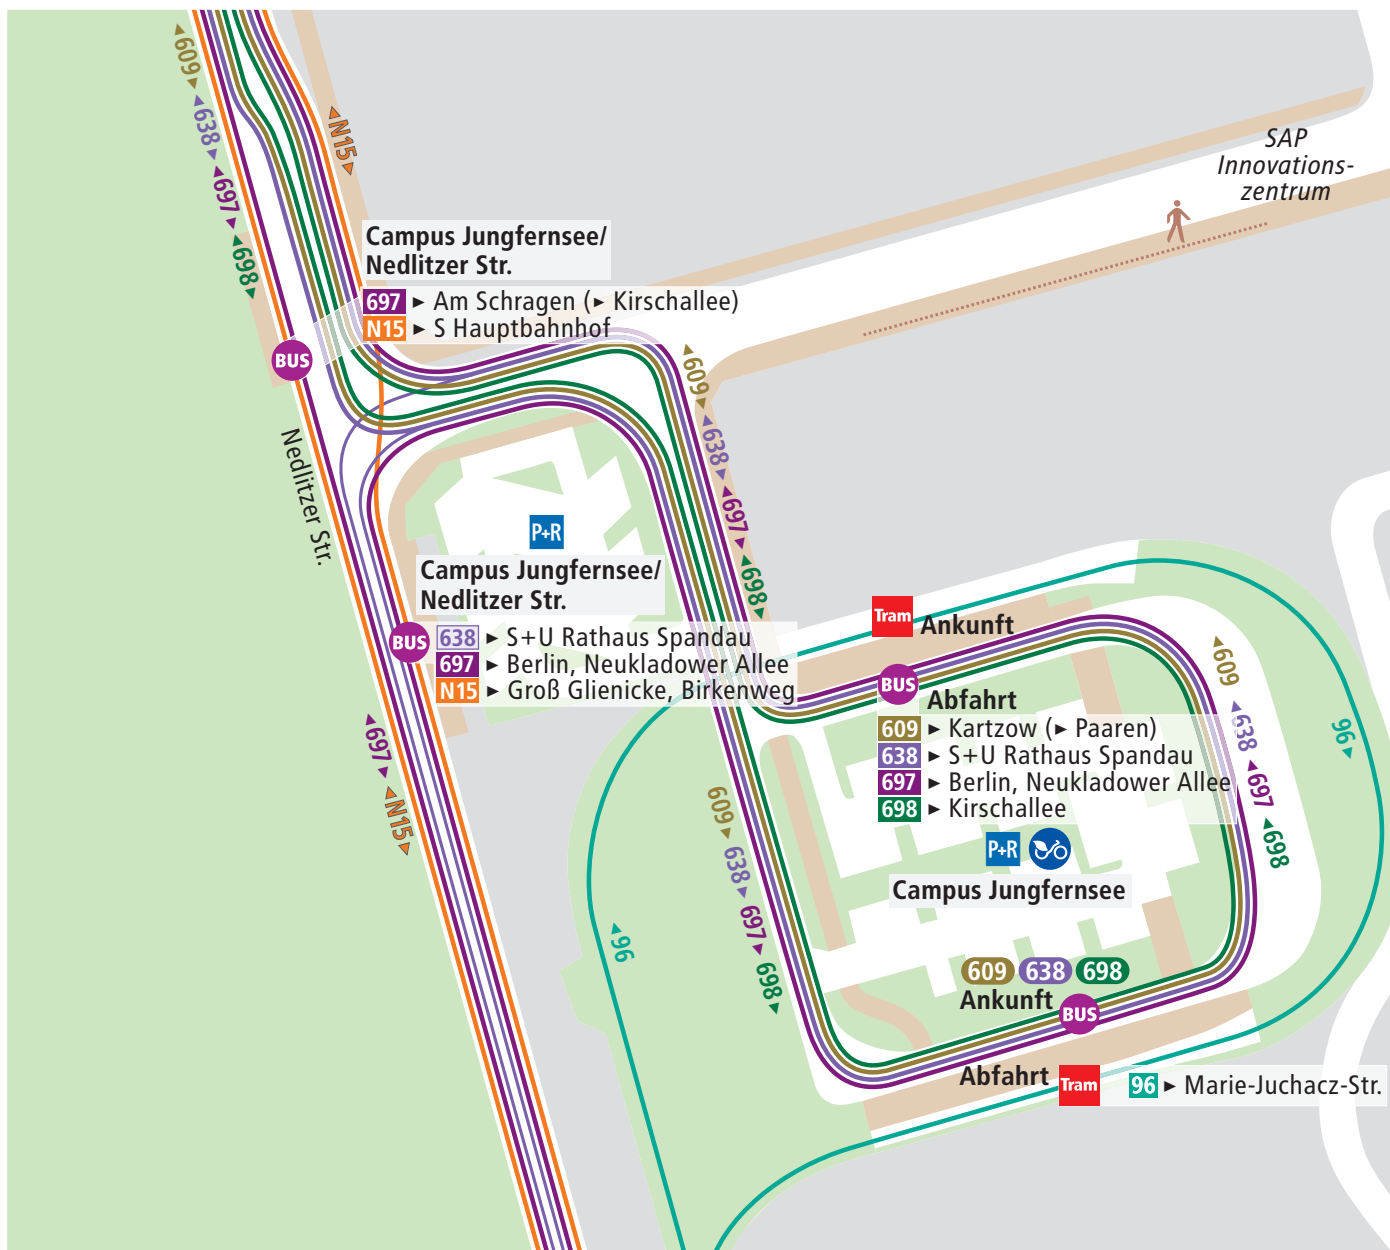 ◄609►
◄638►
◄697►
◄698►
◄N15►
SAP
Innovations-
zentrum
Campus Jungfernsee/
Nedlitzer Str.
697 ► Am Schragen (► Kirschallee)
N15 ► S Hauptbahnhof
BUS
Nedlitzer Str.
◄609►
◄638►
◄697►
◄698►
P+R
Campus Jungfernsee/
Nedlitzer Str.
BUS
638 ► S+U Rathaus Spandau
697 ► Berlin, Neukladower Allee
N15 ► Groß Glienicke, Birkenweg
◄697►
◄N15►
Tram Ankunft
BUS
Abfahrt
609 ► Kartzow (► Paaren)
638 ► S+U Rathaus Spandau
697 ► Berlin, Neukladower Allee
698 ► Kirschallee
◄609
◄638
◄697
◄698
96►
P+R
Campus Jungfernsee
609►
638►
697►
698►
◄96
609 638 698
Ankunft
BUS
Abfahrt Tram
96 ► Marie-Juchacz-Str.